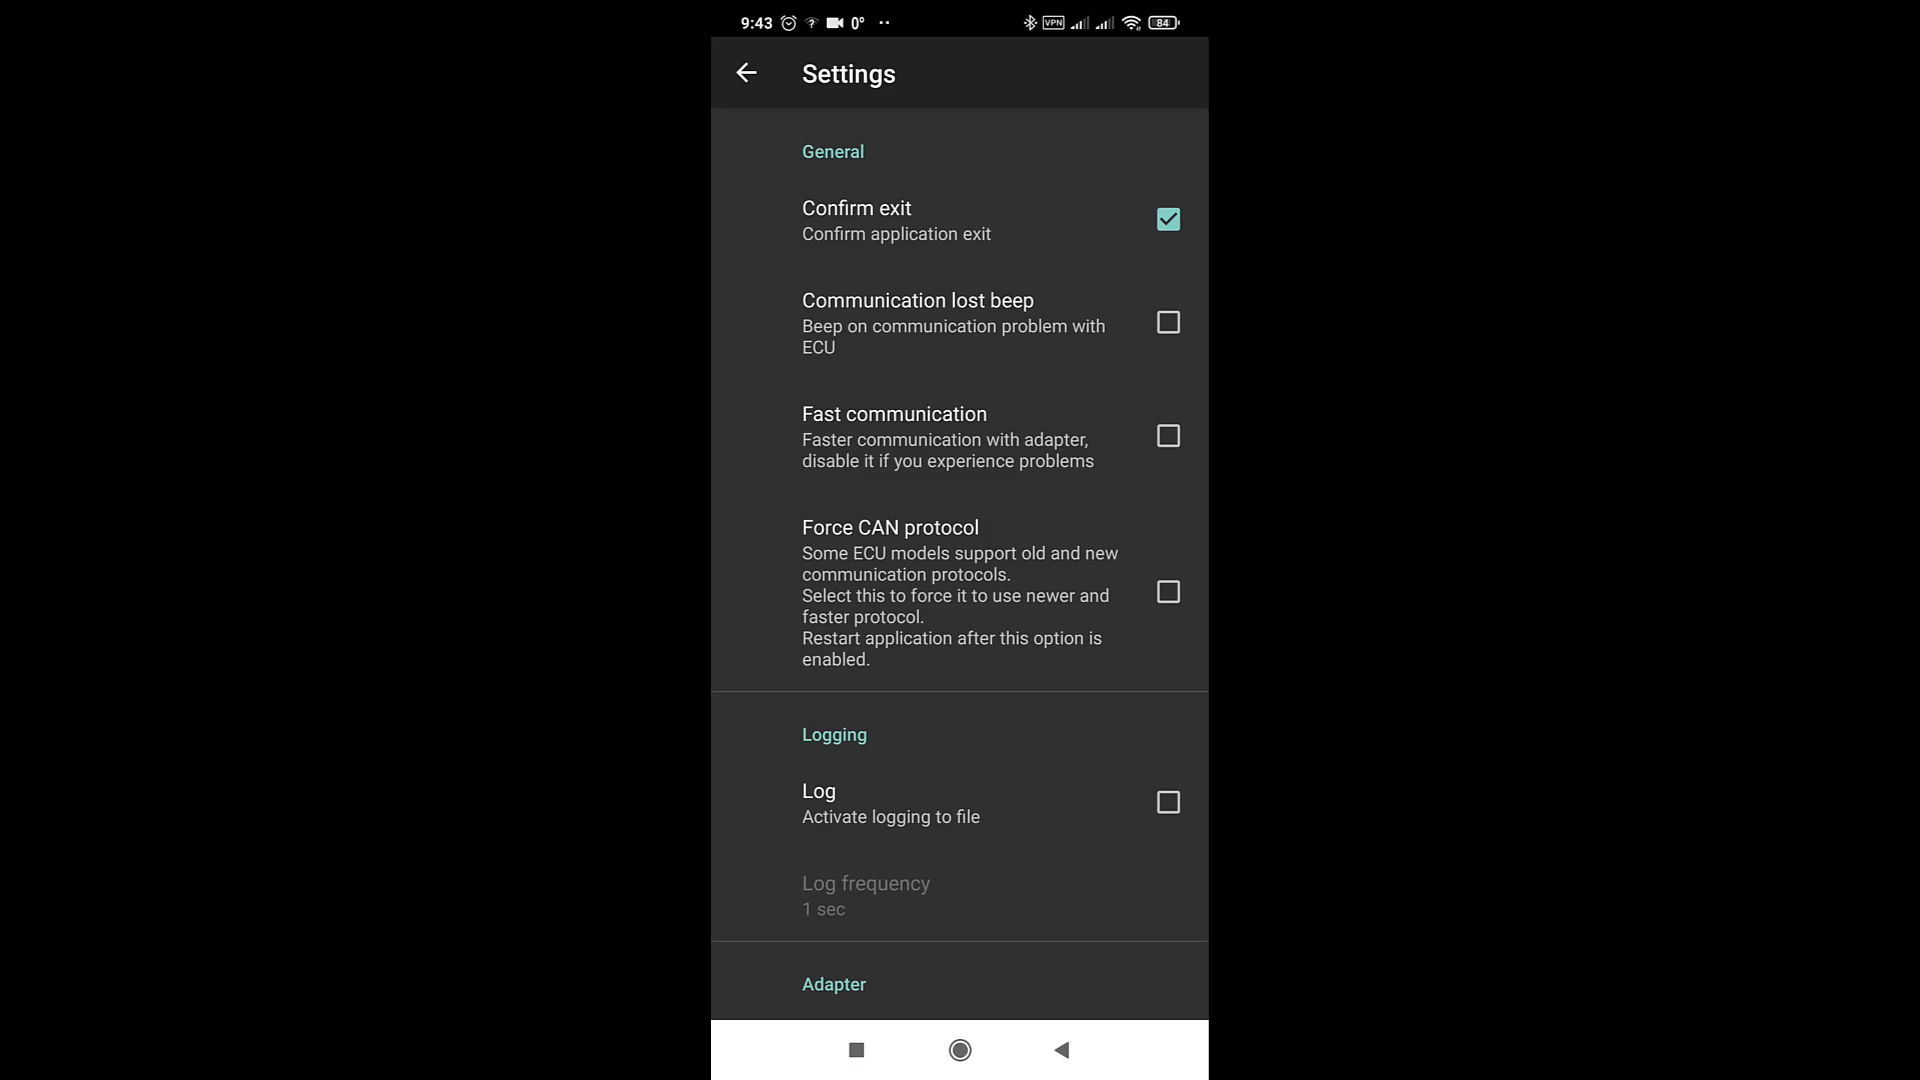 9:43 0° VPN 84
Settings
General
Confirm exit
Confirm application exit
Communication lost beep
Beep on communication problem with
ECU
Fast communication
Faster communication with adapter,
disable it if you experience problems
Force CAN protocol
Some ECU models support old and new
communication protocols.
Select this to force it to use newer and
faster protocol.
Restart application after this option is
enabled.
Logging
Log
Activate logging to file
Log frequency
1 sec
Adapter